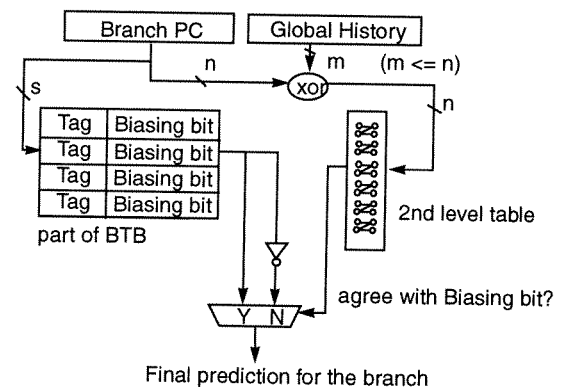 Branch PC
Global History
n
m
(m <= n)
xor
s
n
Tag Biasing bit
Tag Biasing bit
Tag Biasing bit
Tag Biasing bit
2nd level table
part of BTB
agree with Biasing bit?
Y N
Final prediction for the branch